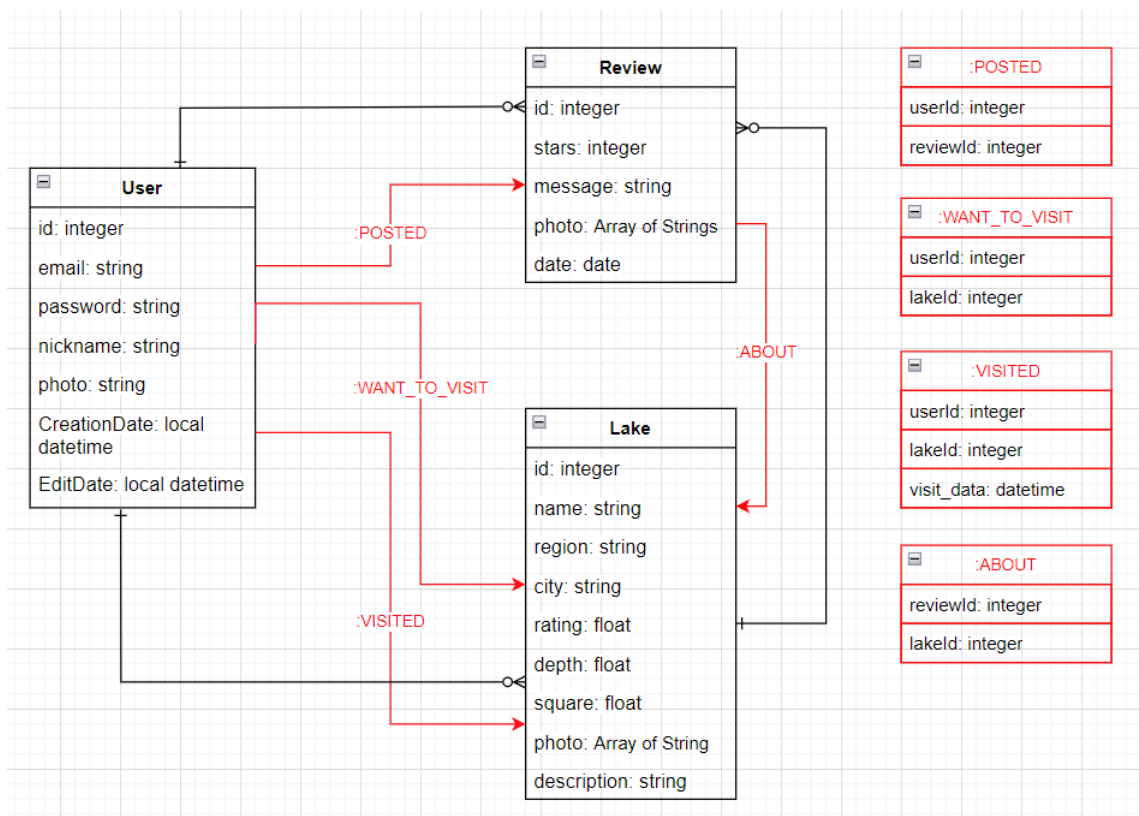 Review
id: integer
stars: integer
message: string
photo: Array of Strings
date: date
User
id: integer
email: string
password: string
nickname: string
photo: string
CreationDate: local
datetime
EditDate: local datetime
:POSTED
:WANT_TO_VISIT
:VISITED
:ABOUT
Lake
id: integer
name: string
region: string
city: string
rating: float
depth: float
square: float
photo: Array of String
description: string
:POSTED
userId: integer
reviewId: integer
:WANT_TO_VISIT
userId: integer
lakeId: integer
:VISITED
userId: integer
lakeId: integer
visit_data: datetime
:ABOUT
reviewId: integer
lakeId: integer